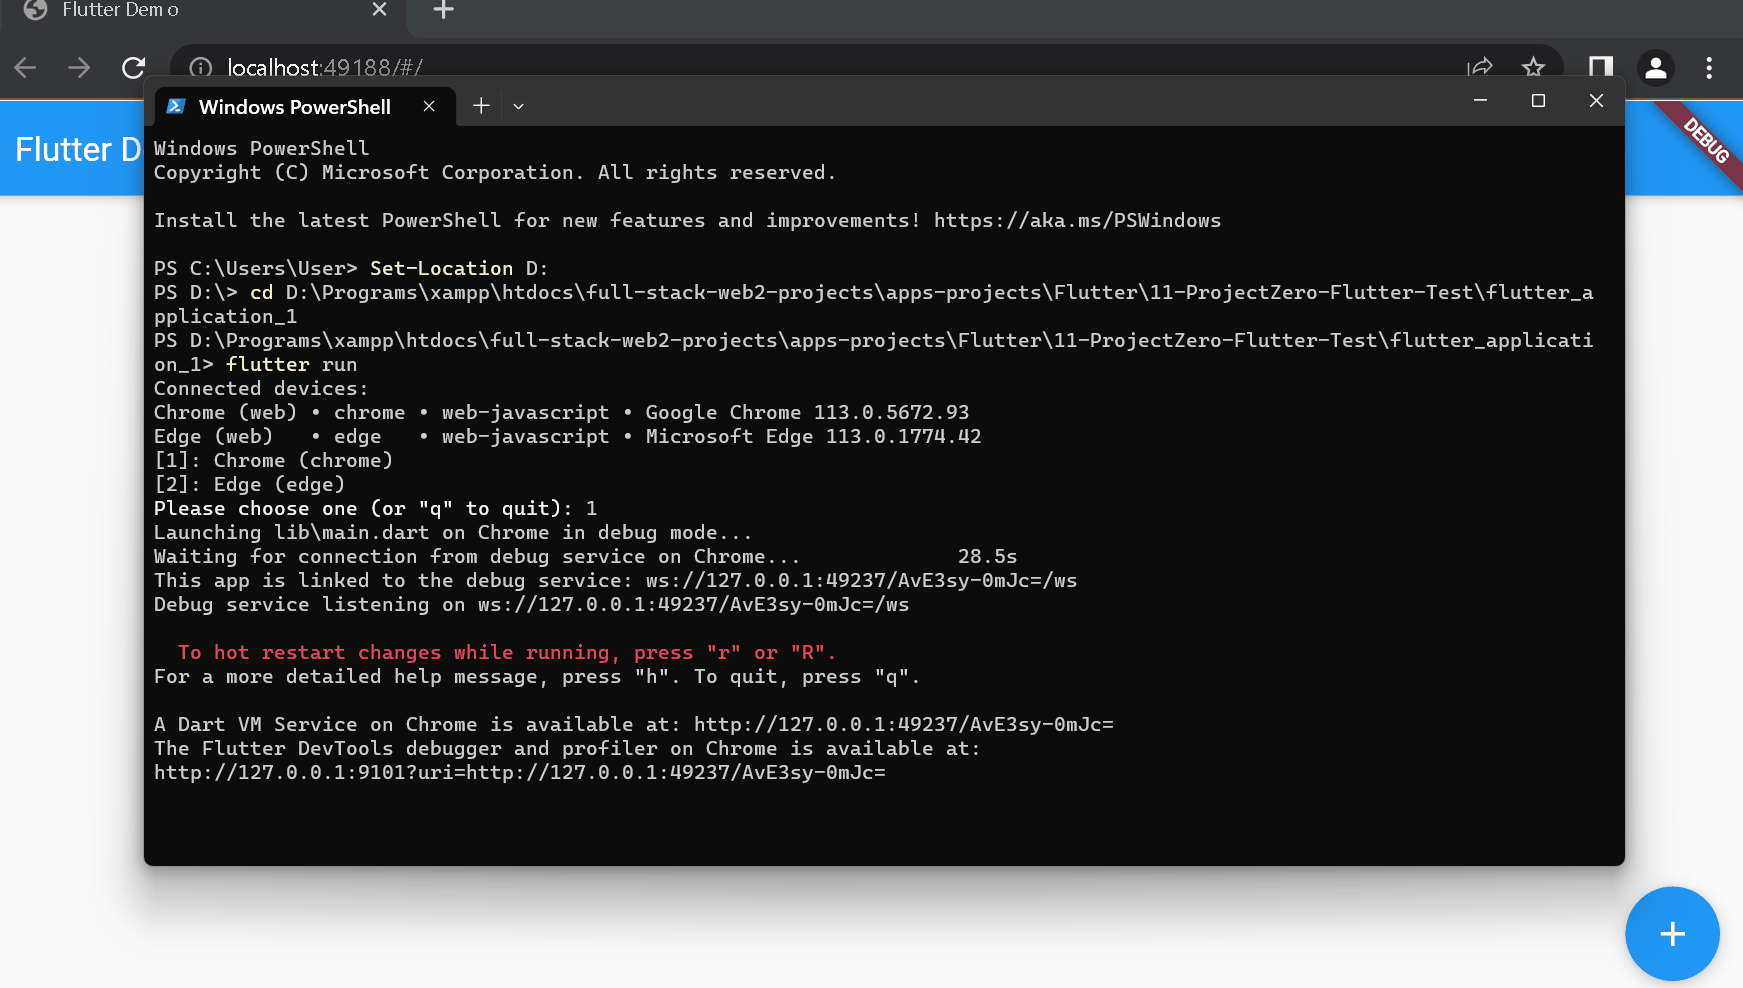 Flutter Demo
localhost:49188/#/
Windows PowerShell
Flutter D
DEBUG
Windows PowerShell
Copyright (C) Microsoft Corporation. All rights reserved.
Install the latest PowerShell for new features and improvements! https://aka.ms/PSWindows
PS C:\Users\User> Set-Location D:
PS D:\> cd D:\Programs\xampp\htdocs\full-stack-web2-projects\apps-projects\Flutter\11-ProjectZero-Flutter-Test\flutter_a
pplication_1
PS D:\Programs\xampp\htdocs\full-stack-web2-projects\apps-projects\Flutter\11-ProjectZero-Flutter-Test\flutter_applicati
on_1> flutter run
Connected devices:
Chrome (web) • chrome • web-javascript • Google Chrome 113.0.5672.93
Edge (web)   • edge   • web-javascript • Microsoft Edge 113.0.1774.42
[1]: Chrome (chrome)
[2]: Edge (edge)
Please choose one (or "q" to quit): 1
Launching lib\main.dart on Chrome in debug mode...
Waiting for connection from debug service on Chrome...             28.5s
This app is linked to the debug service: ws://127.0.0.1:49237/AvE3sy-0mJc=/ws
Debug service listening on ws://127.0.0.1:49237/AvE3sy-0mJc=/ws
To hot restart changes while running, press "r" or "R".
For a more detailed help message, press "h". To quit, press "q".
A Dart VM Service on Chrome is available at: http://127.0.0.1:49237/AvE3sy-0mJc=
The Flutter DevTools debugger and profiler on Chrome is available at:
http://127.0.0.1:9101?uri=http://127.0.0.1:49237/AvE3sy-0mJc=